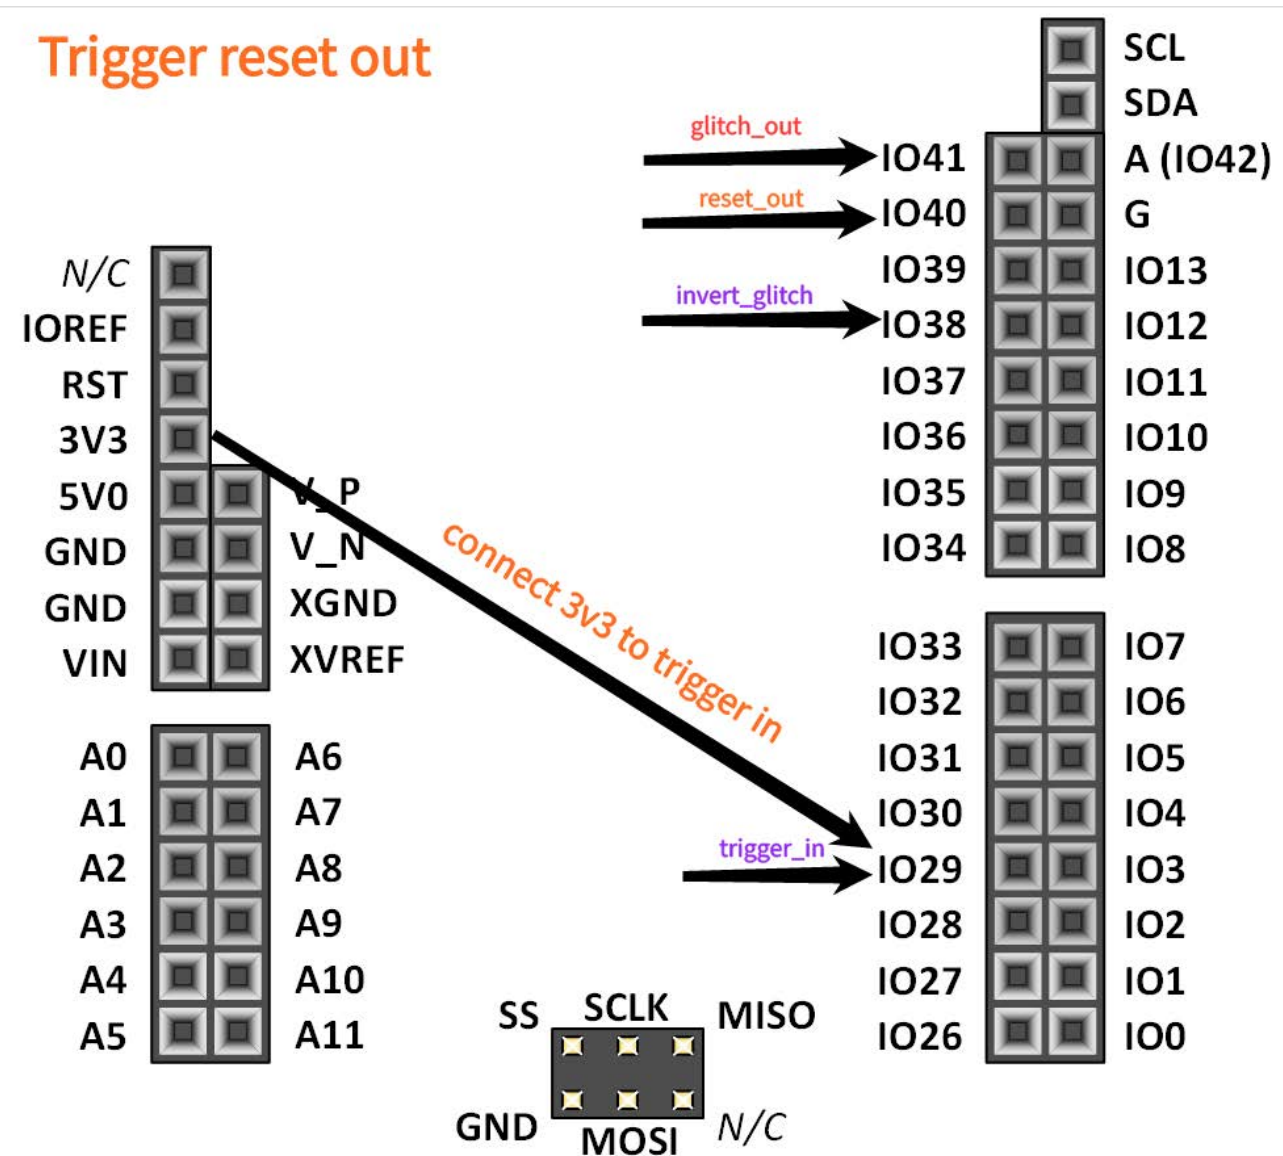 Trigger reset out
SCL
SDA
glitch_out
IO41
A (IO42)
reset_out
IO40
G
N/C
IO39
IO13
invert_glitch
IOREF
IO38
IO12
RST
IO37
IO11
3V3
IO36
IO10
5V0
V_P
IO35
IO9
GND
V_N
IO34
IO8
connect 3v3 to trigger in
GND
XGND
VIN
XVREF
IO33
IO7
IO32
IO6
A0
A6
IO31
IO5
A1
A7
IO30
IO4
trigger_in
A2
A8
IO29
IO3
A3
A9
IO28
IO2
A4
A10
IO27
IO1
SS
SCLK
MISO
A5
A11
IO26
IO0
GND
MOSI
N/C